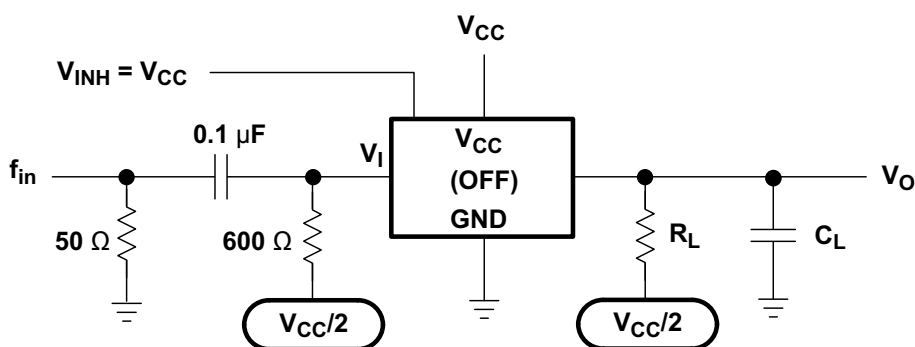 V_CC
V_INH = V_CC
0.1 μF
V_I
V_CC
f_in
(OFF)
V_O
GND
50 Ω
600 Ω
R_L
C_L
V_CC/2
V_CC/2